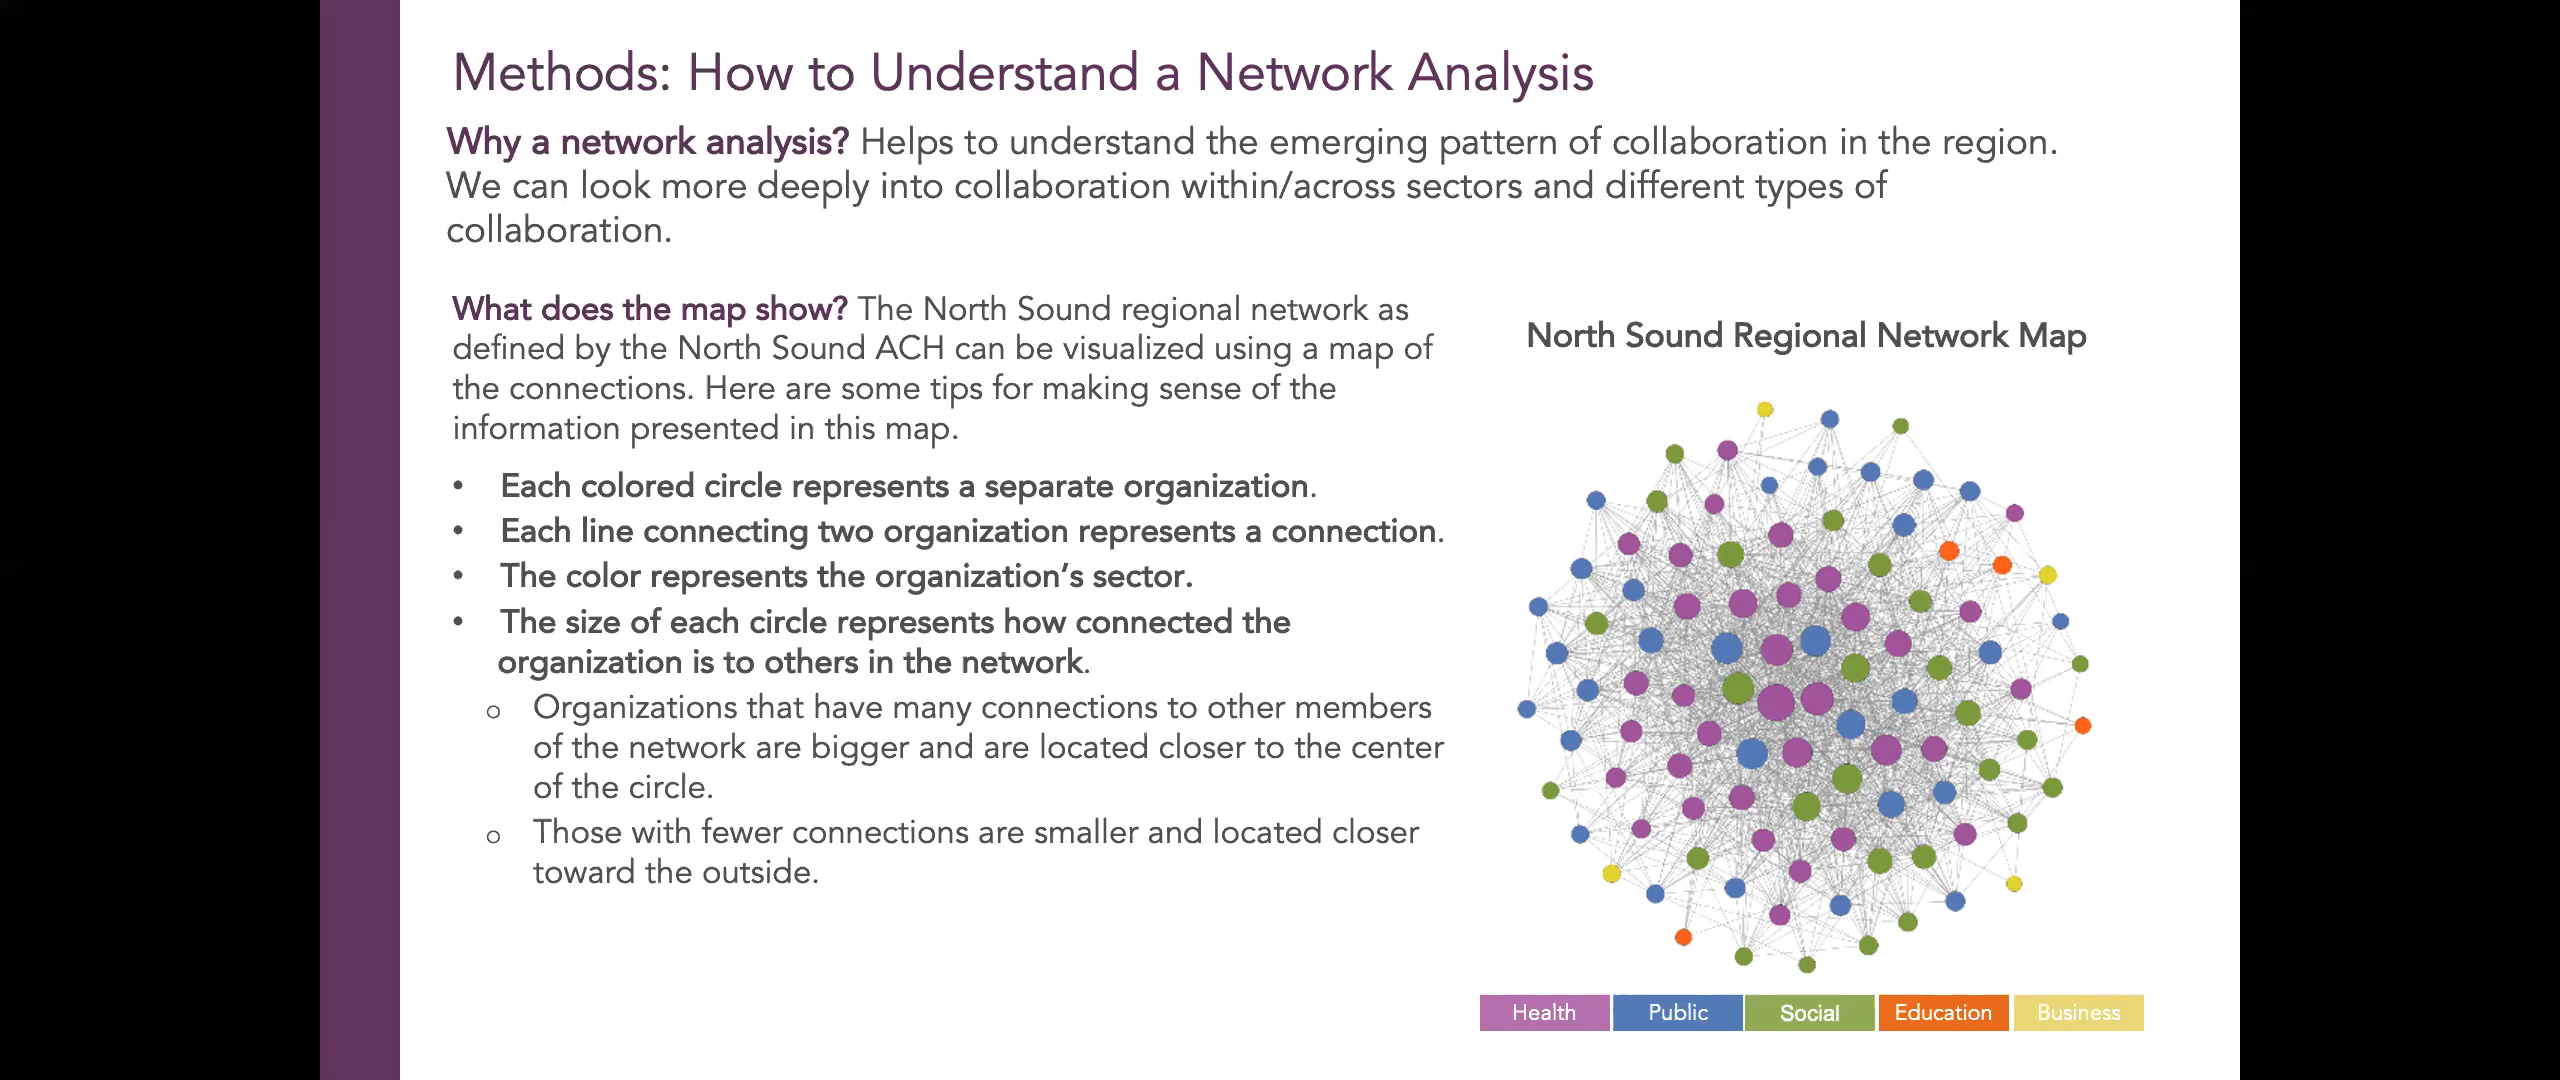 Methods: How to Understand a Network Analysis
Why a network analysis? Helps to understand the emerging pattern of collaboration in the region.
We can look more deeply into collaboration within/across sectors and different types of
collaboration.
What does the map show? The North Sound regional network as
defined by the North Sound ACH can be visualized using a map of
the connections. Here are some tips for making sense of the
information presented in this map.
• Each colored circle represents a separate organization.
• Each line connecting two organization represents a connection.
• The color represents the organization's sector.
• The size of each circle represents how connected the
organization is to others in the network.
o Organizations that have many connections to other members
of the network are bigger and are located closer to the center
of the circle.
o Those with fewer connections are smaller and located closer
toward the outside.
North Sound Regional Network Map
Health Public Social Education Business